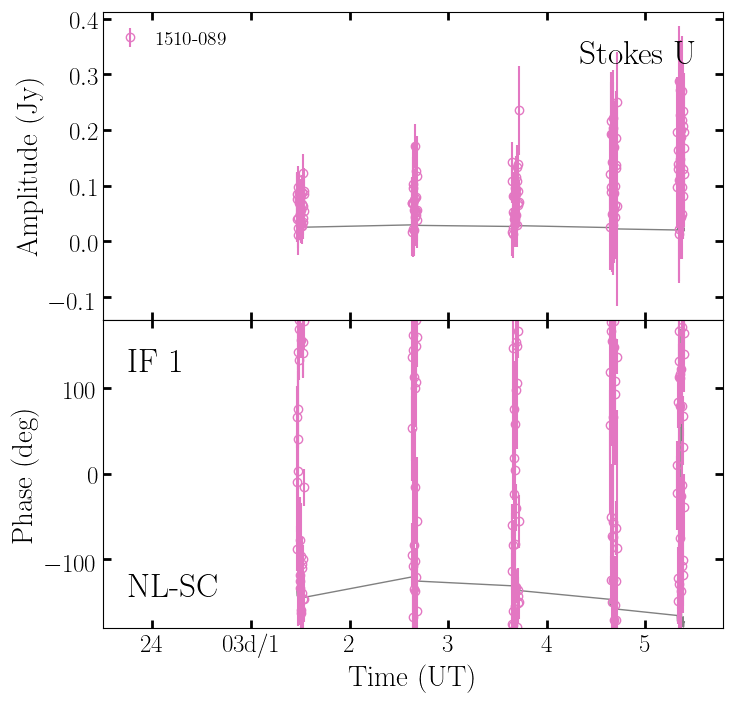 0.4
0.3
0.2
0.1
0.0
−0.1
Amplitude (Jy)
1510-089
Stokes U
100
0
−100
Phase (deg)
IF 1
NL-SC
24 03d/1 2 3 4 5
Time (UT)